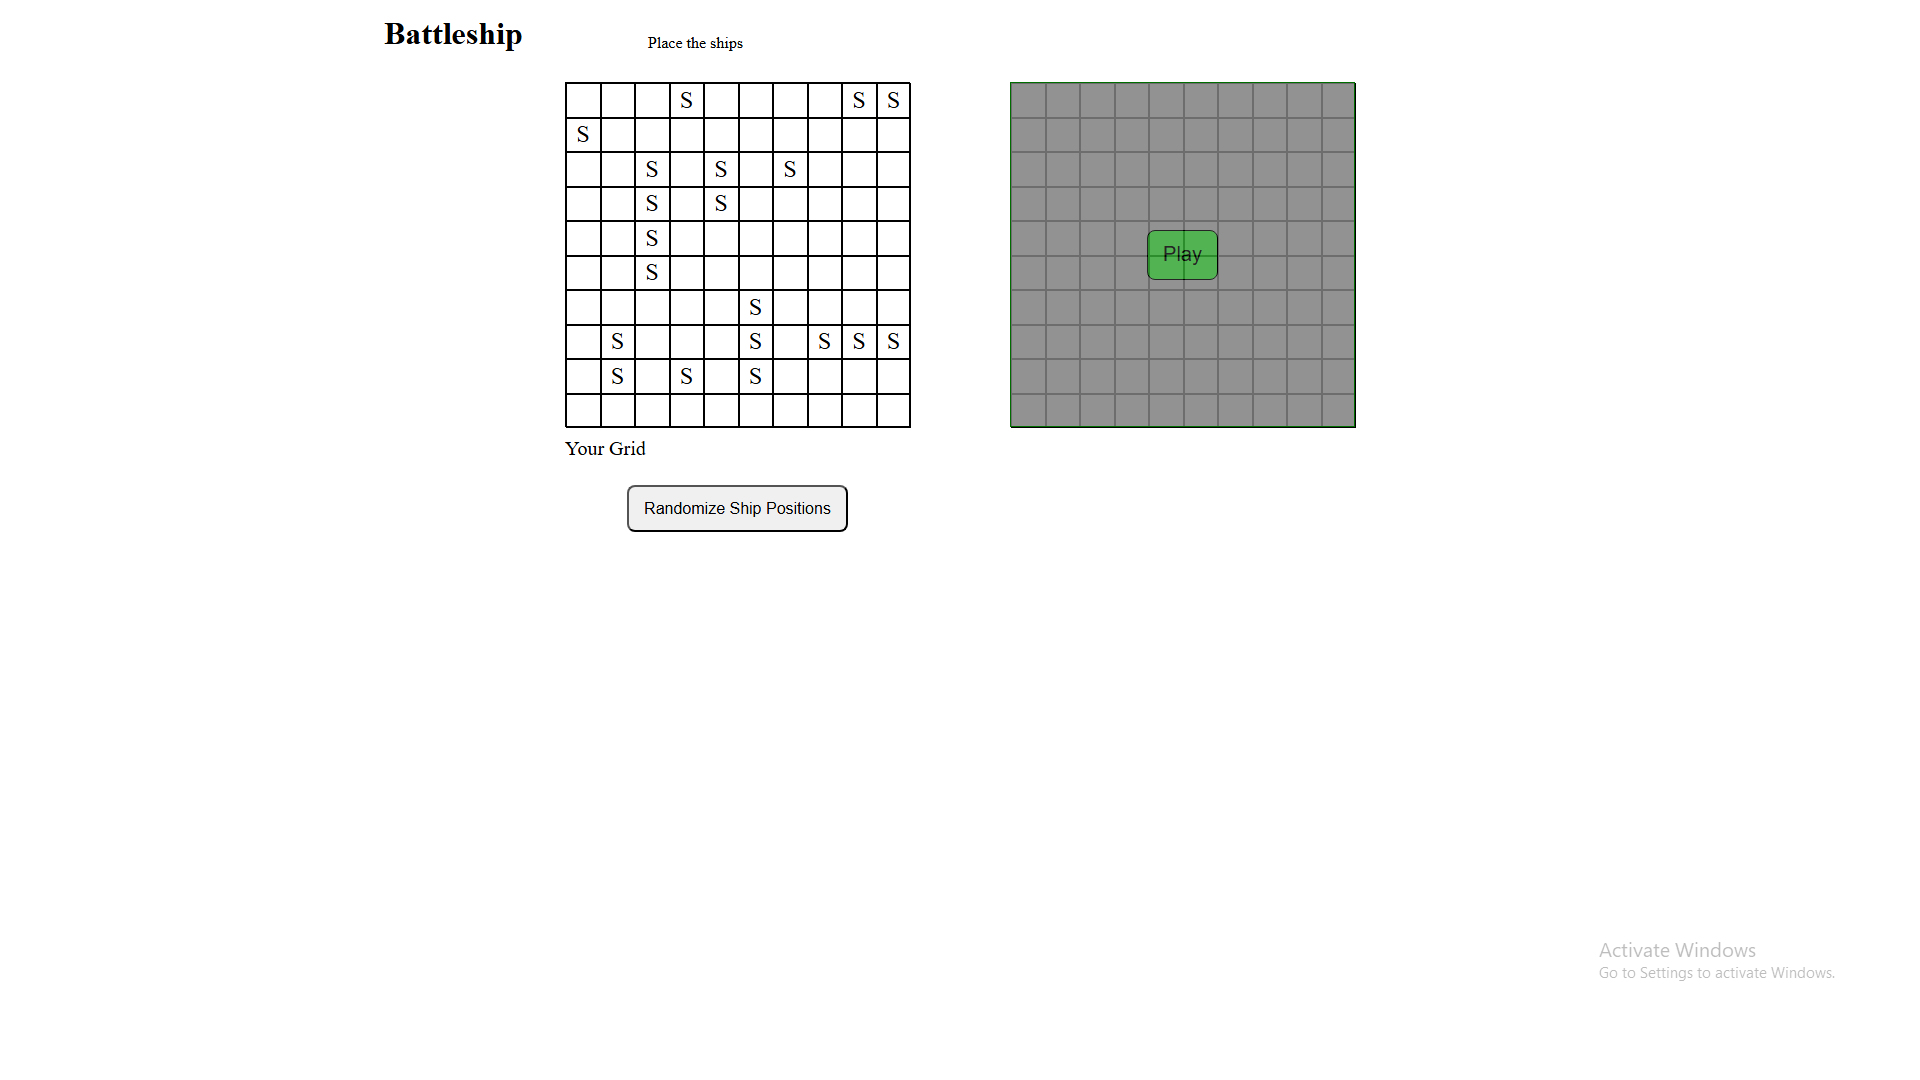 Battleship
Place the ships
S S S
S
S S S
S S
S
S
S
S S S S S
S S S
Play
Your Grid
Randomize Ship Positions
Activate Windows
Go to Settings to activate Windows.